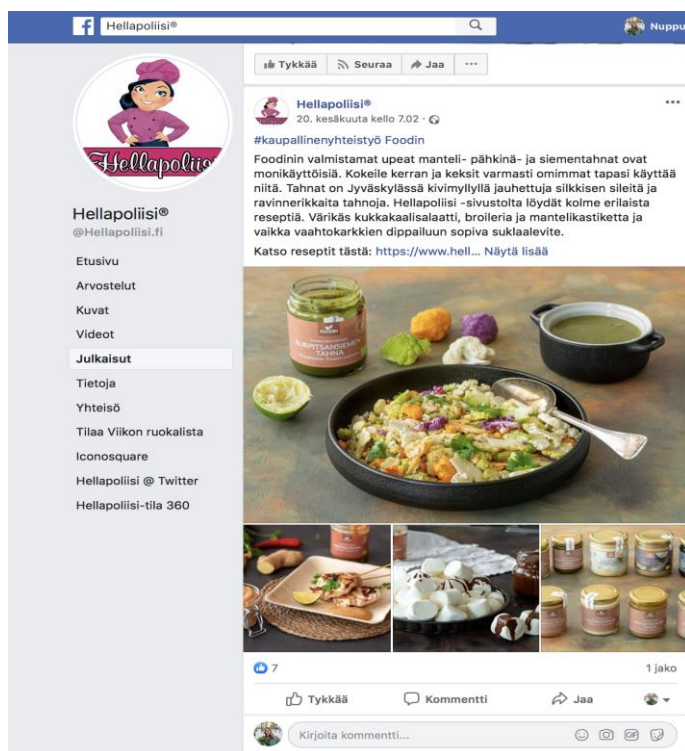 Hellapoliisi®
Nuppu
Tykkää Seuraa Jaa ...
Hellapoliisi
Hellapoliisi®
@Hellapoliisi.fi
Etusivu
Arvostelut
Kuvat
Videot
Julkaisut
Tietoja
Yhteisö
Tilaa Viikon ruokalista
Iconosquare
Hellapoliisi @ Twitter
Hellapoliisi-tila 360
Hellapoliisi®
20. kesäkuuta kello 7.02 ·
#kaupallinenyhteistyö Foodin
Foodinin valmistamat upeat manteli- pähkinä- ja siementahnat ovat
monikäyttöisiä. Kokeile kerran ja keksit varmasti omimmat tapasi käyttää
niitä. Tahnat on Jyväskylässä kivimyllyllä jauhettuja silkkisen sileitä ja
ravinnerikkaita tahnoja. Hellapoliisi -sivustolta löydät kolme erilaista
reseptiä. Värikäs kukkakaalisalaatti, broileria ja mantelikastiketta ja
vaikka vaahtokarkkien dippailuun sopiva suklaalevite.
Katso reseptit tästä: https://www.hell... Näytä lisää
FOODIN
KURPITSANSIEMEN
TAHNA
7
1 jako
Tykkää Kommentti Jaa
Kirjoita kommentti...
GIF